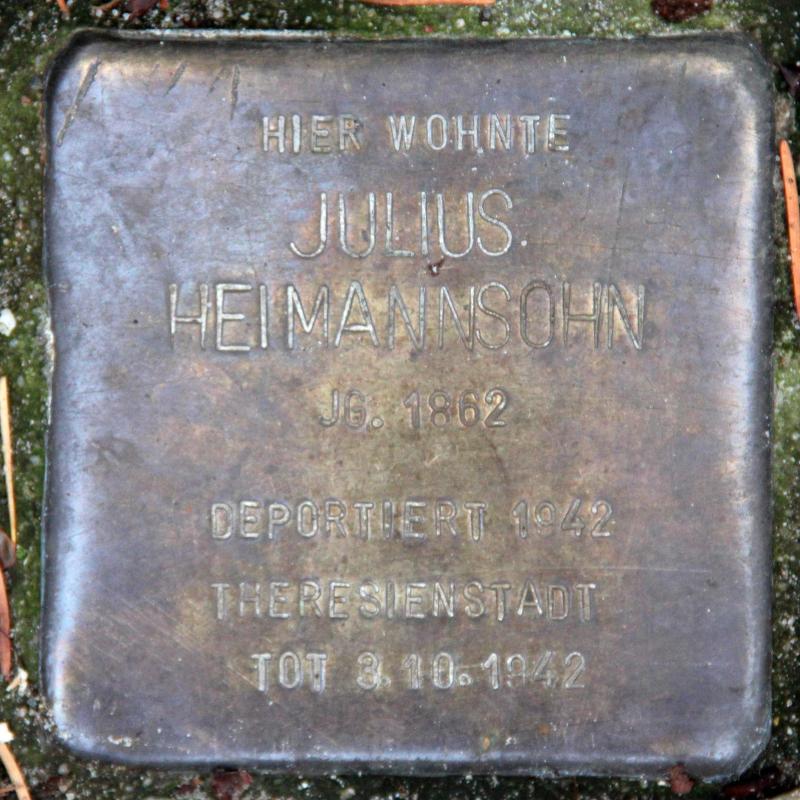 HIER WOHNTE
JULIUS
HEIMANNSOHN
JG. 1862
DEPORTIERT 1942
THERESIENSTADT
TOT 3.10.1942